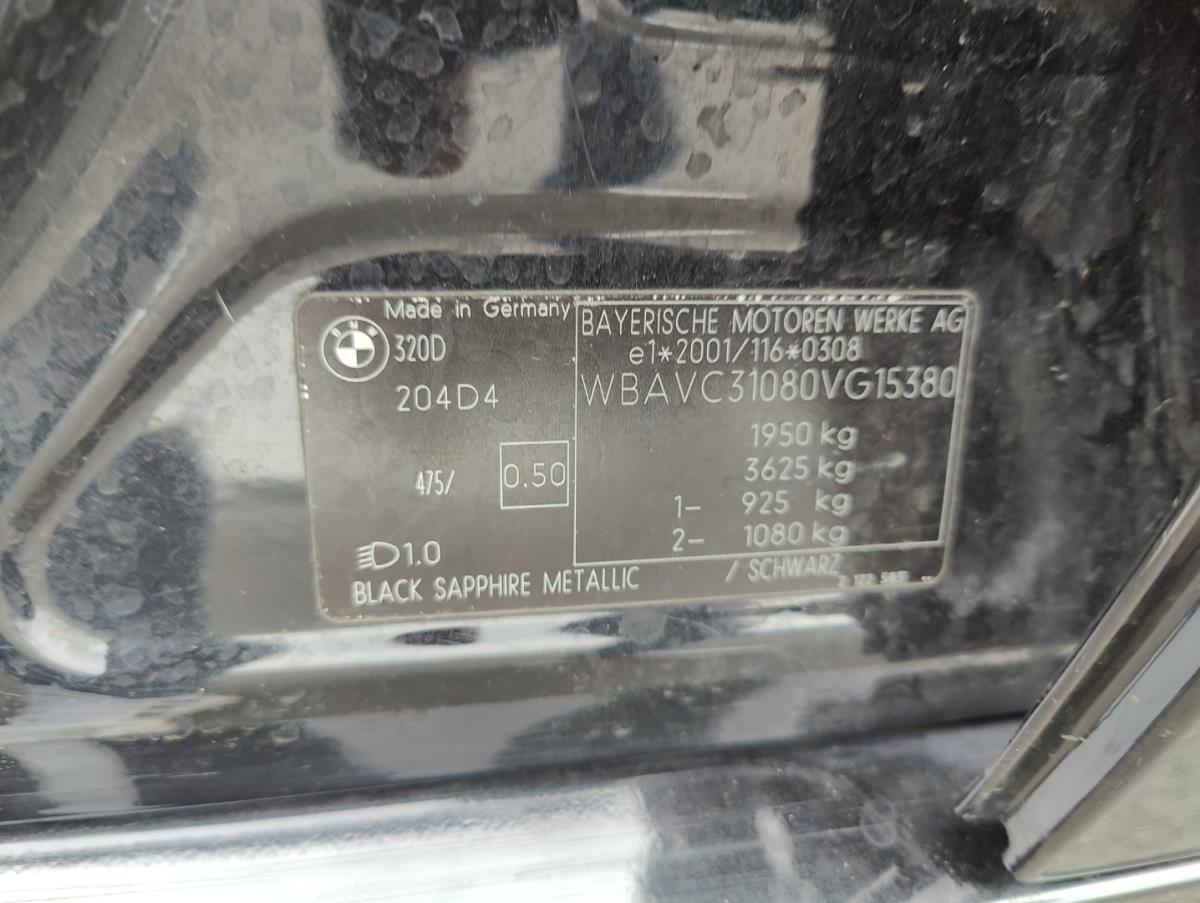 Made in Germany
BMW
320D
204D4
475/
0.50
1.0
BLACK SAPPHIRE METALLIC / SCHWARZ
BAYERISCHE MOTOREN WERKE AG
e1*2001/116*0308
WBAVC31080VG15380
1950 kg
3625 kg
1- 925 kg
2- 1080 kg